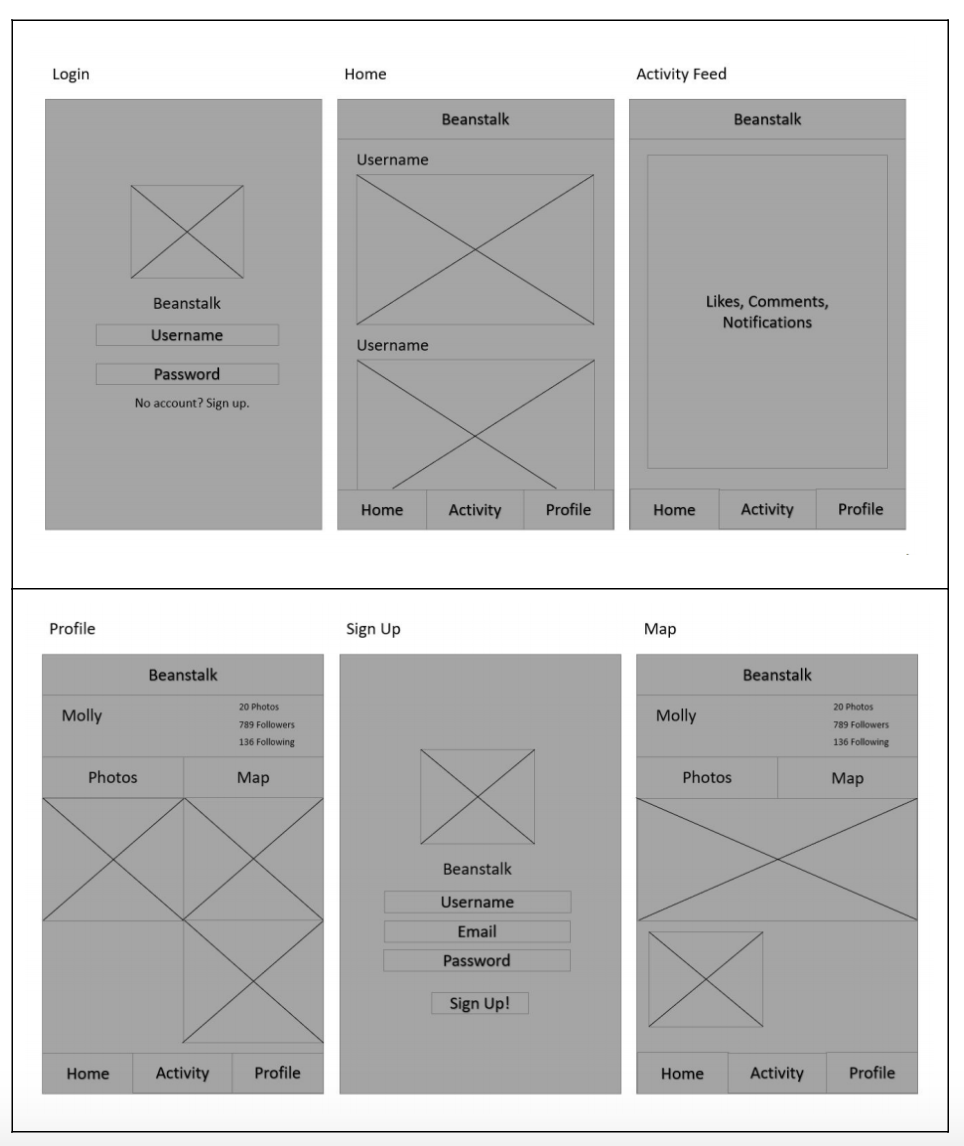 Login
Beanstalk
Username
Password
No account? Sign up.
Home
Beanstalk
Username
Username
Home Activity Profile
Activity Feed
Beanstalk
Likes, Comments,
Notifications
Home Activity Profile
Profile
Beanstalk
Molly
20 Photos
789 Followers
136 Following
Photos Map
Home Activity Profile
Sign Up
Beanstalk
Username
Email
Password
Sign Up!
Map
Beanstalk
Molly
20 Photos
789 Followers
136 Following
Photos Map
Home Activity Profile